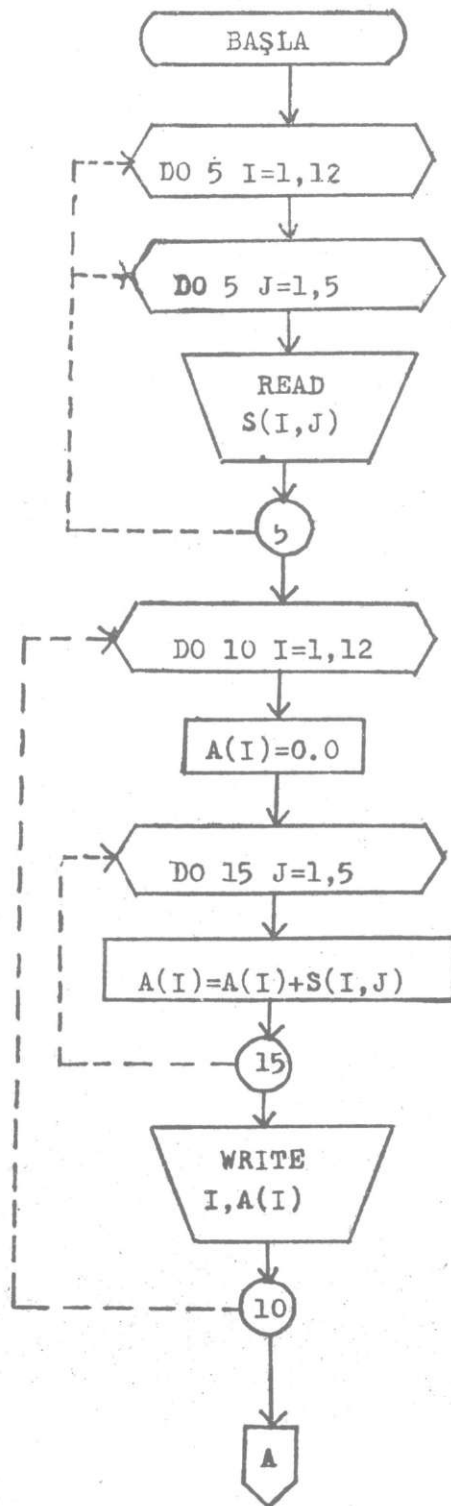 BAŞLA
DO 5 I=1,12
DO 5 J=1,5
READ
S(I,J)
5
DO 10 I=1,12
A(I)=0.0
DO 15 J=1,5
A(I)=A(I)+S(I,J)
15
WRITE
I,A(I)
10
A